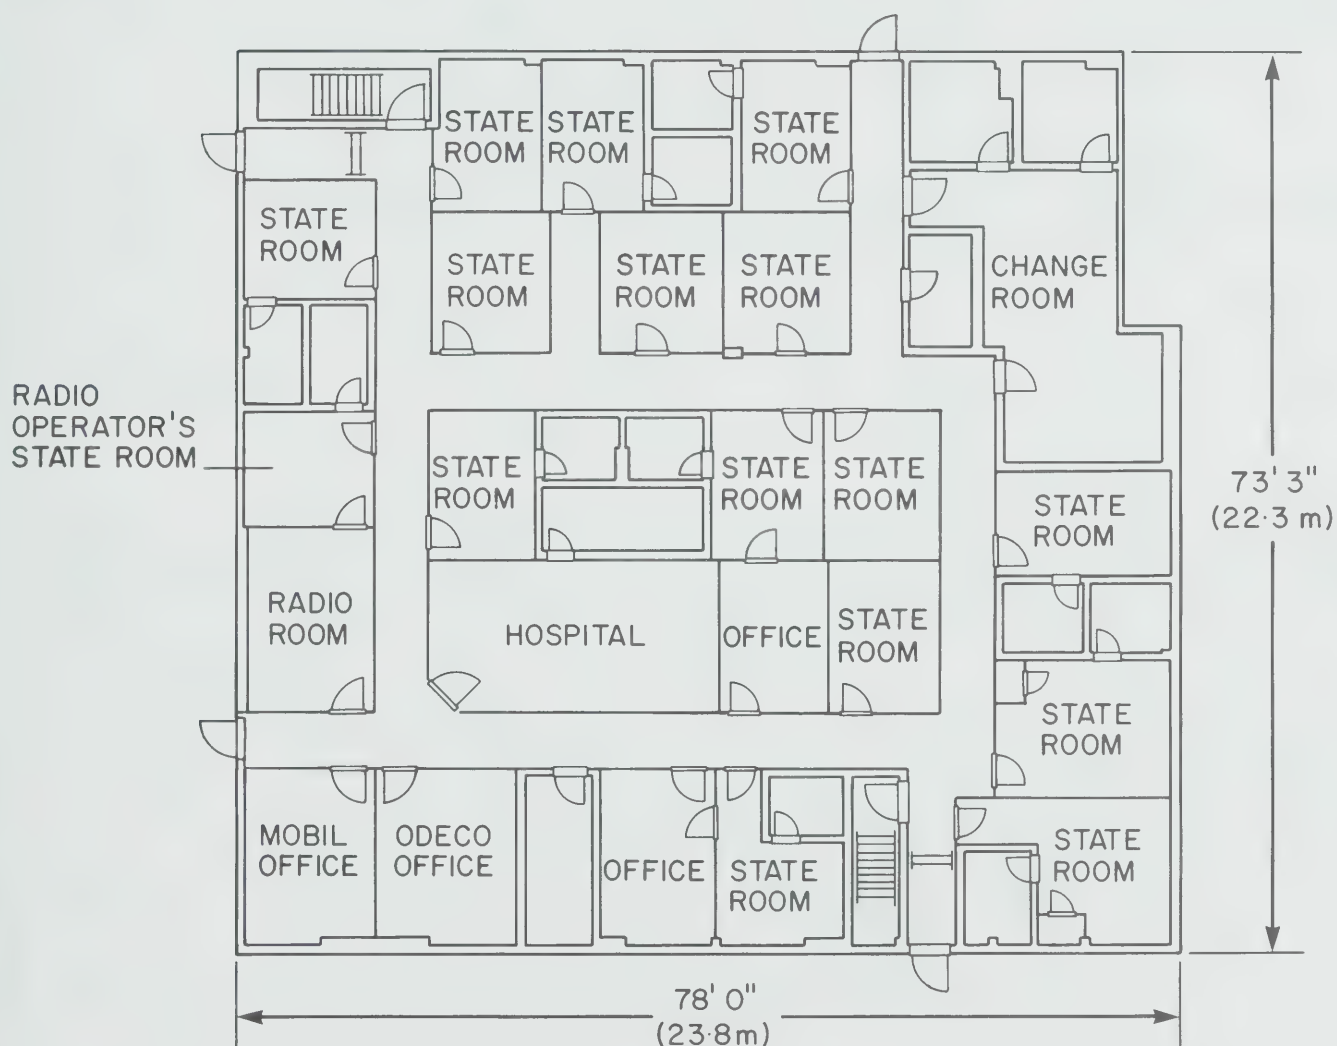 STATE
ROOM
STATE
ROOM
STATE
ROOM
STATE
ROOM
STATE
ROOM
STATE
ROOM
STATE
ROOM
CHANGE
ROOM
RADIO
OPERATOR'S
STATE ROOM
STATE
ROOM
STATE
ROOM
STATE
ROOM
STATE
ROOM
73' 3"
(22·3 m)
RADIO
ROOM
HOSPITAL
OFFICE
STATE
ROOM
STATE
ROOM
MOBIL
OFFICE
ODECO
OFFICE
OFFICE
STATE
ROOM
STATE
ROOM
78' 0"
(23·8m)